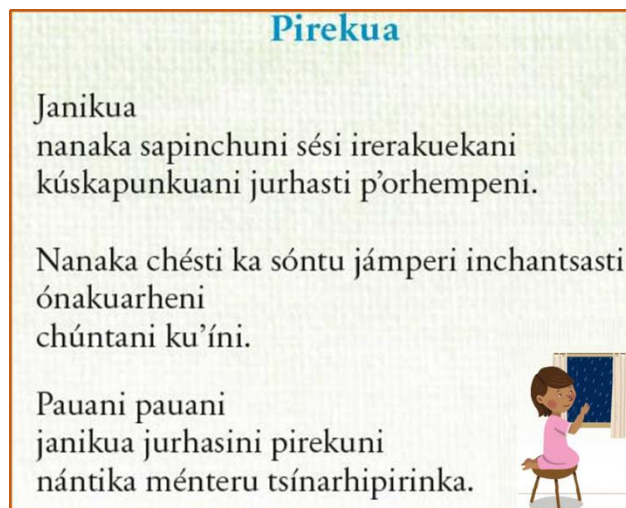 Pirekua
Janikua
nanaka sapinchuni sési irerakuekani
kúskapunkuani jurhasti p’orhempeni.
Nanaka chésti ka sóntu jámperi inchantsasti
ónakuarheni
chúntani ku’íni.
Pauani pauani
janikua jurhasini pirekuni
nántika ménteru tsínarhipirinka.